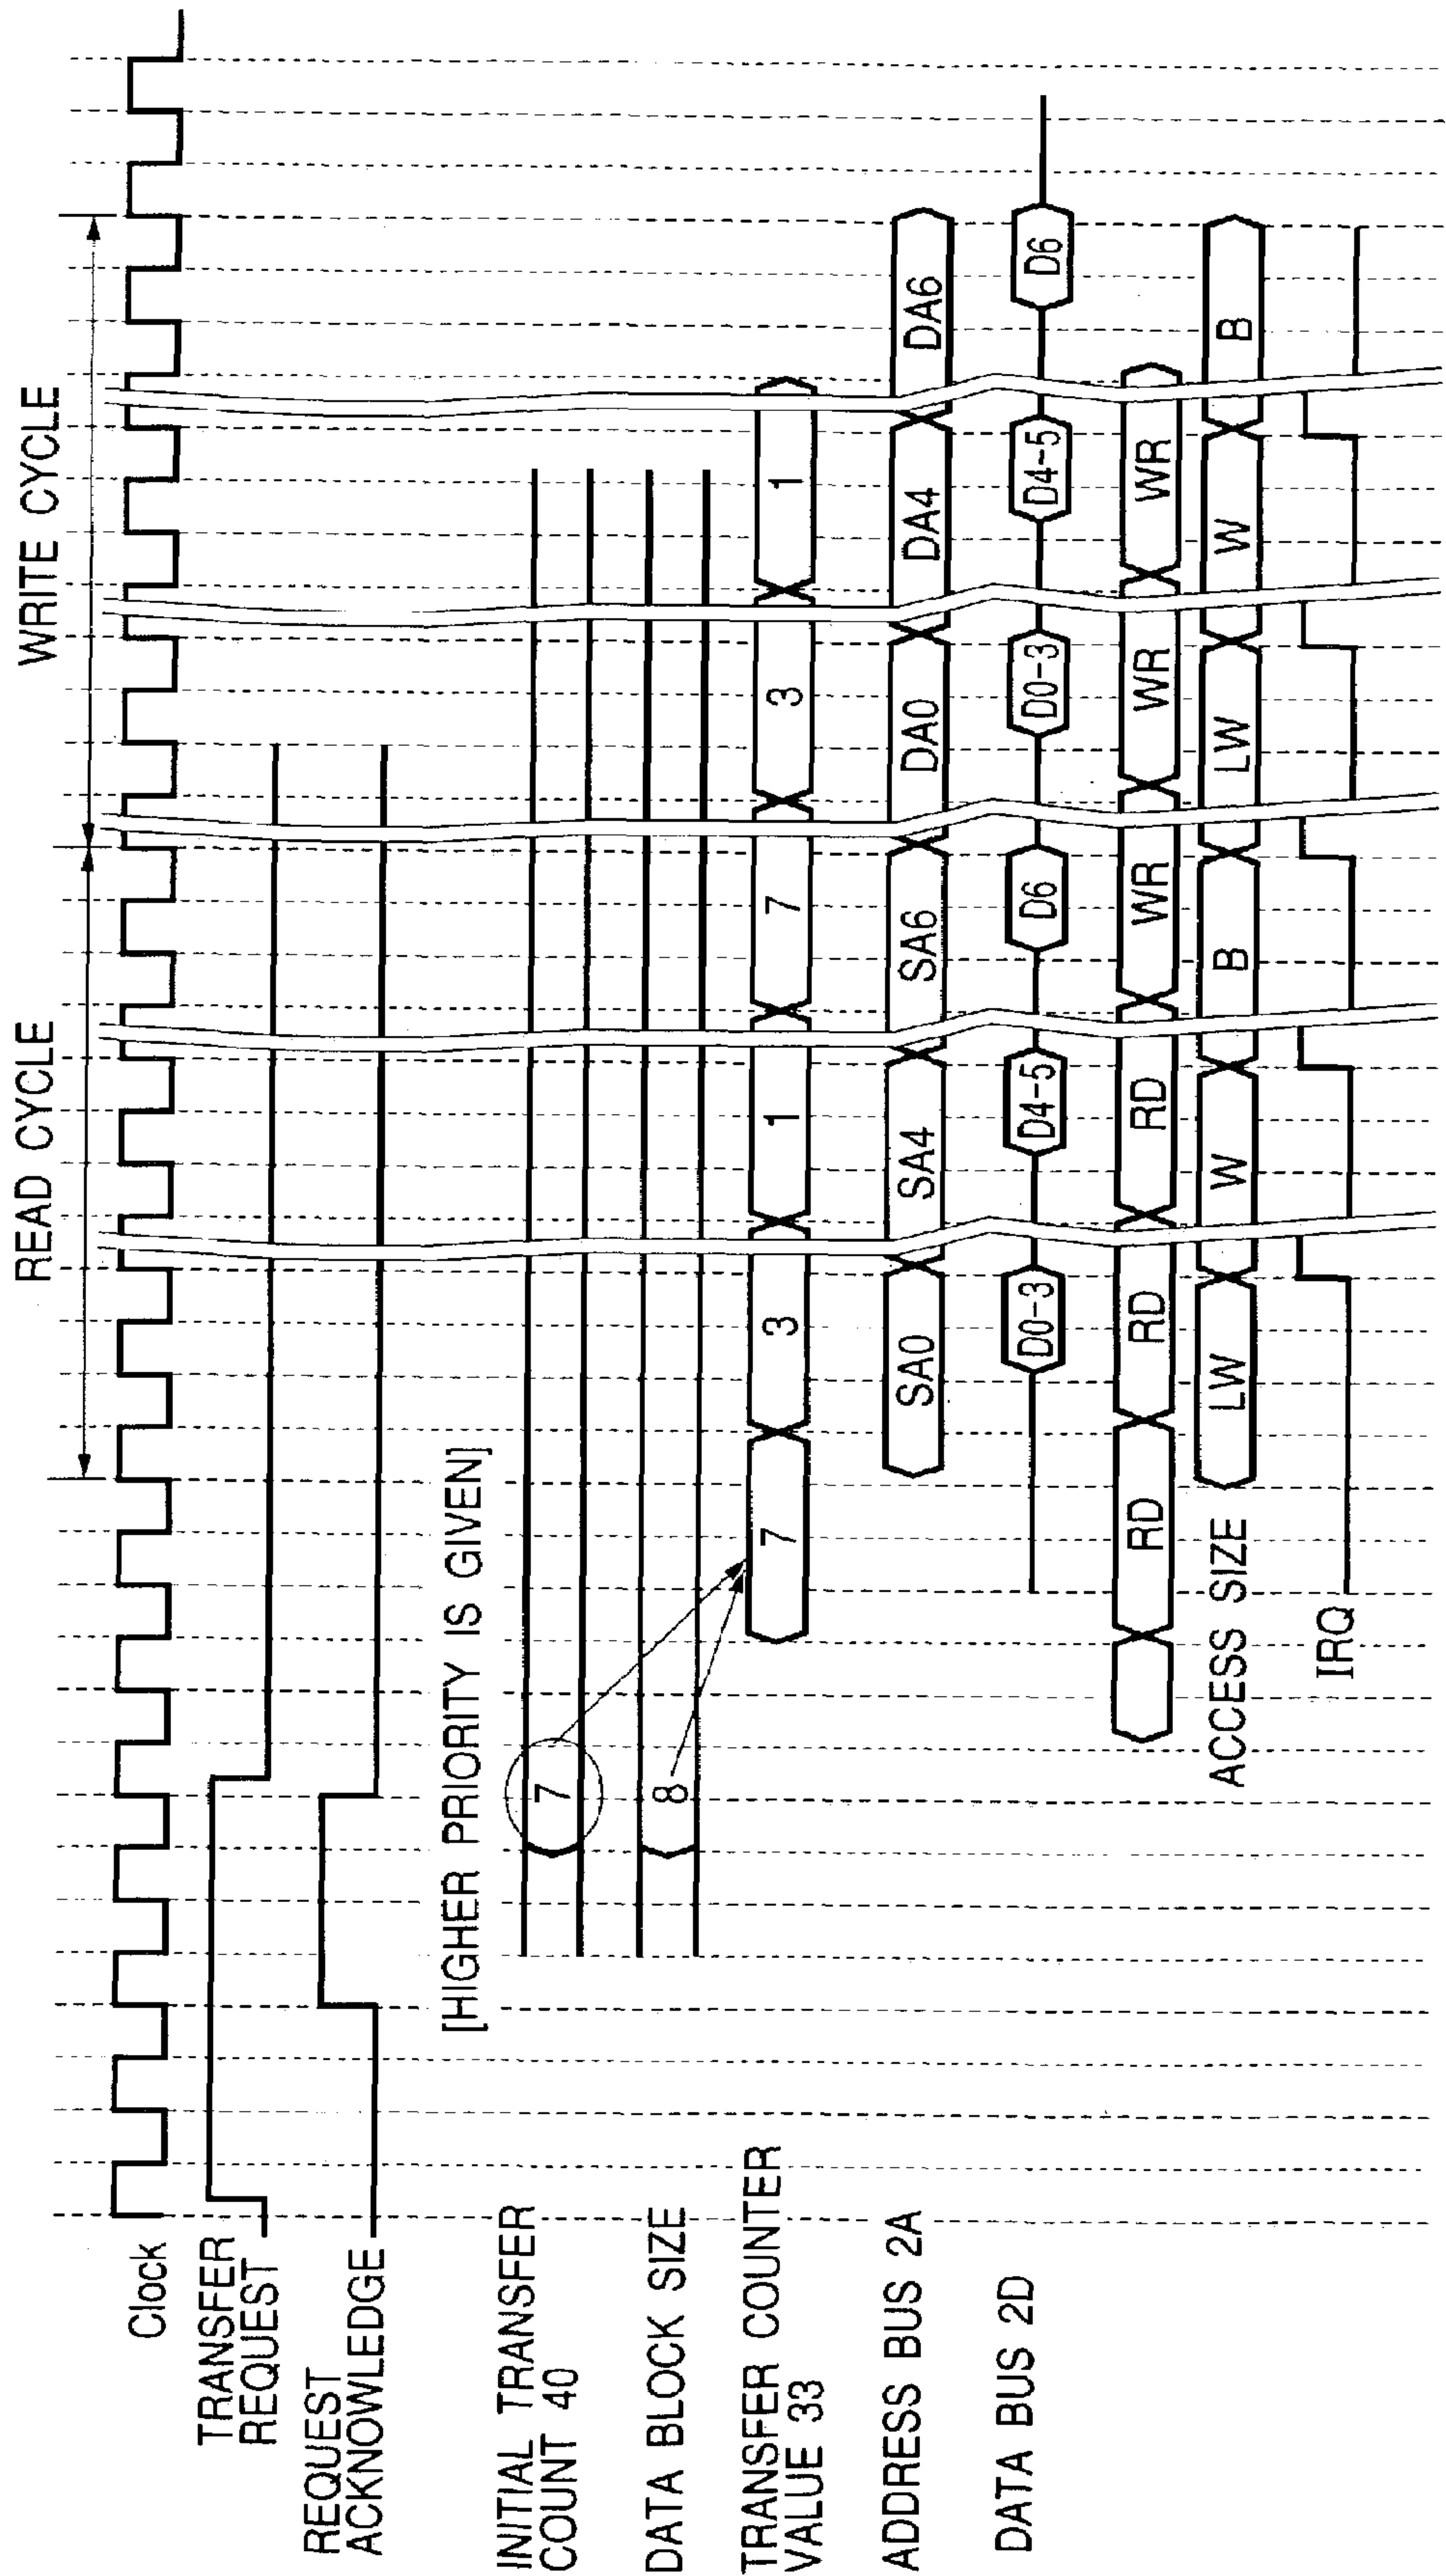 READ CYCLE
WRITE CYCLE
Clock
TRANSFER
REQUEST
REQUEST
ACKNOWLEDGE
[HIGHER PRIORITY IS GIVEN]
INITIAL TRANSFER
COUNT 40
7
DATA BLOCK SIZE
8
TRANSFER COUNTER
VALUE 33
7 3 1 7 3 1
ADDRESS BUS 2A
SA0 SA4 SA6 DA0 DA4 DA6
DATA BUS 2D
D0-3 D4-5 D6 D0-3 D4-5 D6
RD RD RD WR WR WR
ACCESS SIZE
LW W B LW W B
IRQ